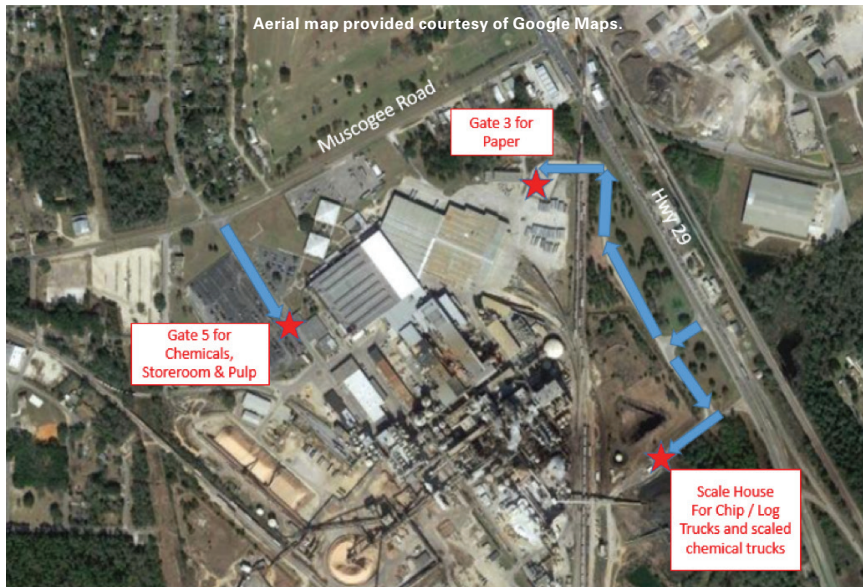 Aerial map provided courtesy of Google Maps.
Muscogee Road
Gate 3 for
Paper
Hwy 29
Gate 5 for
Chemicals,
Storeroom & Pulp
Scale House
For Chip / Log
Trucks and scaled
chemical trucks